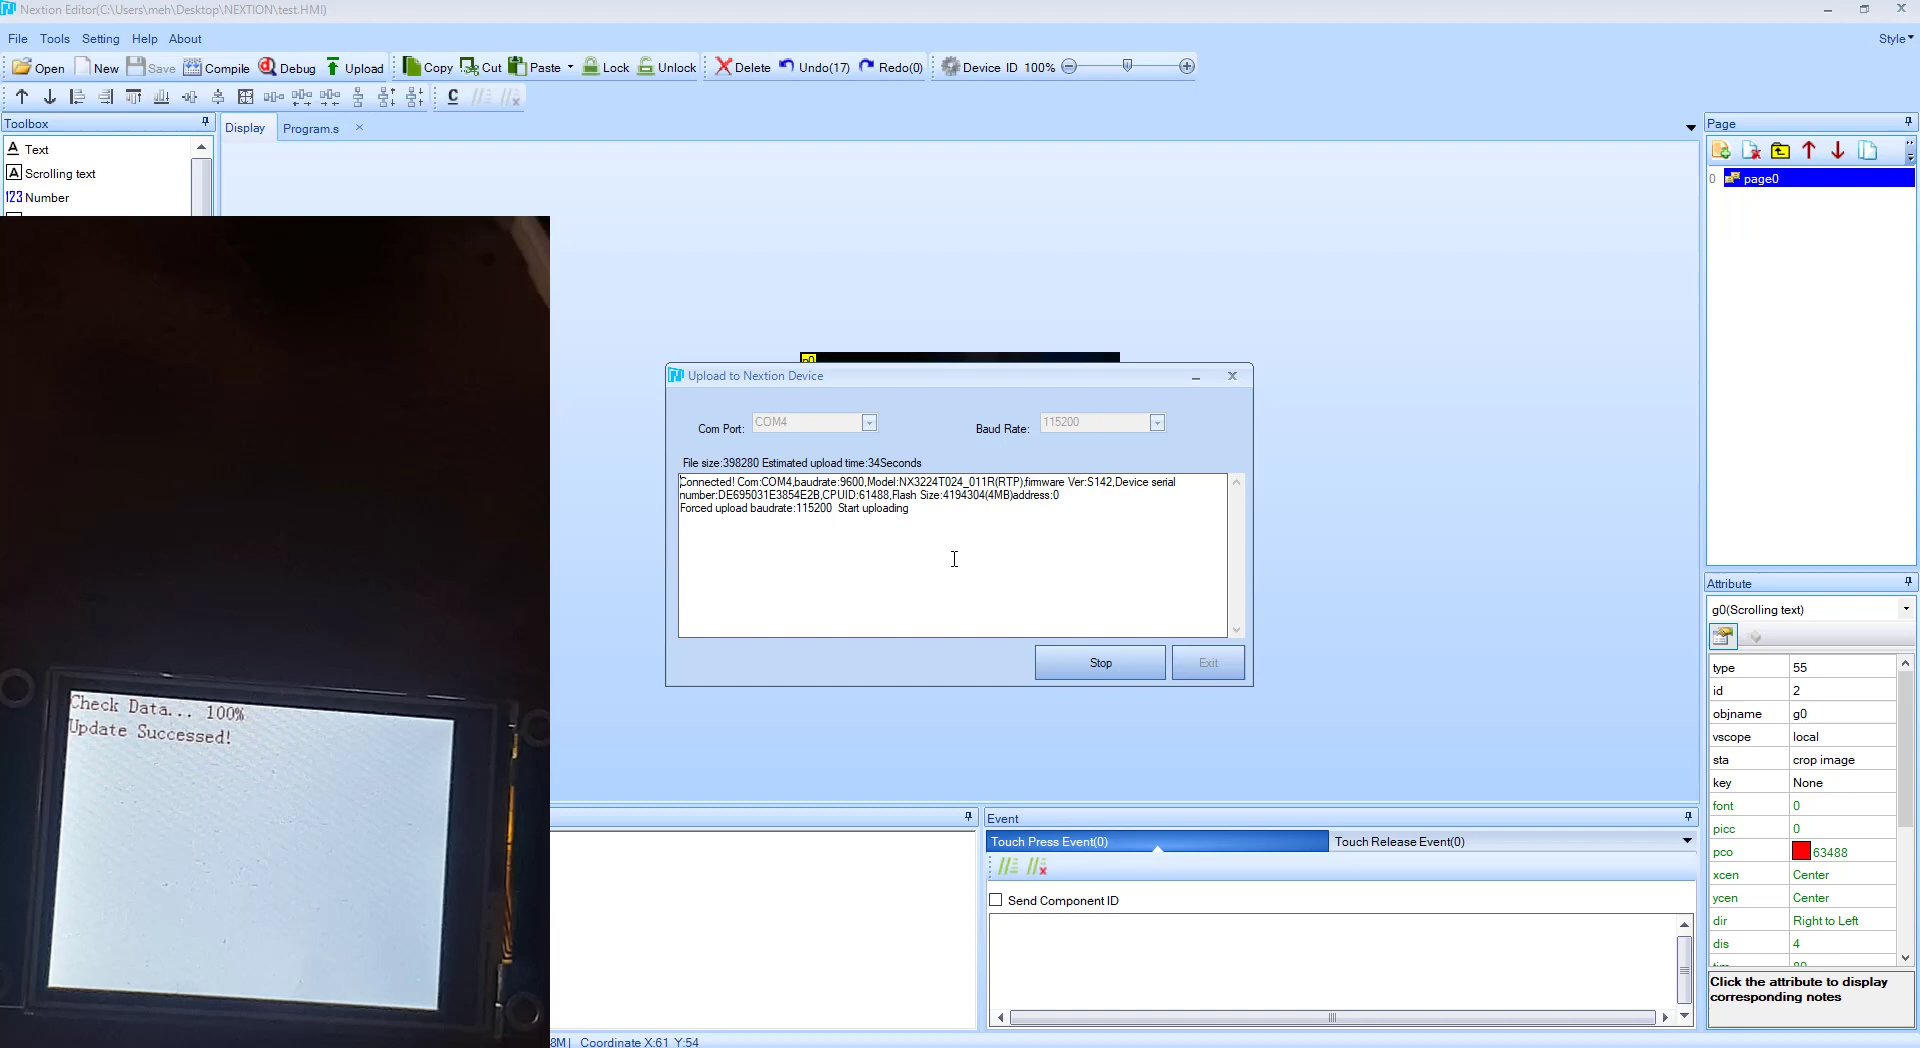 Nextion Editor(C:\Users\meh\Desktop\NEXTION\test.HMI)
File Tools Setting Help About
Style
Open New Save Compile Debug Upload Copy Cut Paste Lock Unlock Delete Undo(17) Redo(0) Device ID 100%
Toolbox
Display Program.s
Page
A Text
A Scrolling text
123 Number
0 page0
Upload to Nextion Device
Com Port: COM4 Baud Rate: 115200
File size:398280 Estimated upload time:34Seconds
Connected! Com:COM4,baudrate:9600,Model:NX3224T024_011R(RTP),firmware Ver:S142,Device serial
number:DE695031E3854E2B,CPUID:61488,Flash Size:4194304(4MB)address:0
Forced upload baudrate:115200 Start uploading
Stop Exit
Check Data... 100%
Update Successed!
Attribute
g0(Scrolling text)
type 55
id 2
objname g0
vscope local
sta crop image
key None
font 0
picc 0
pco 63488
xcen Center
ycen Center
dir Right to Left
dis 4
Click the attribute to display
corresponding notes
Event
Touch Press Event(0) Touch Release Event(0)
Send Component ID
8M| Coordinate X:61 Y:54